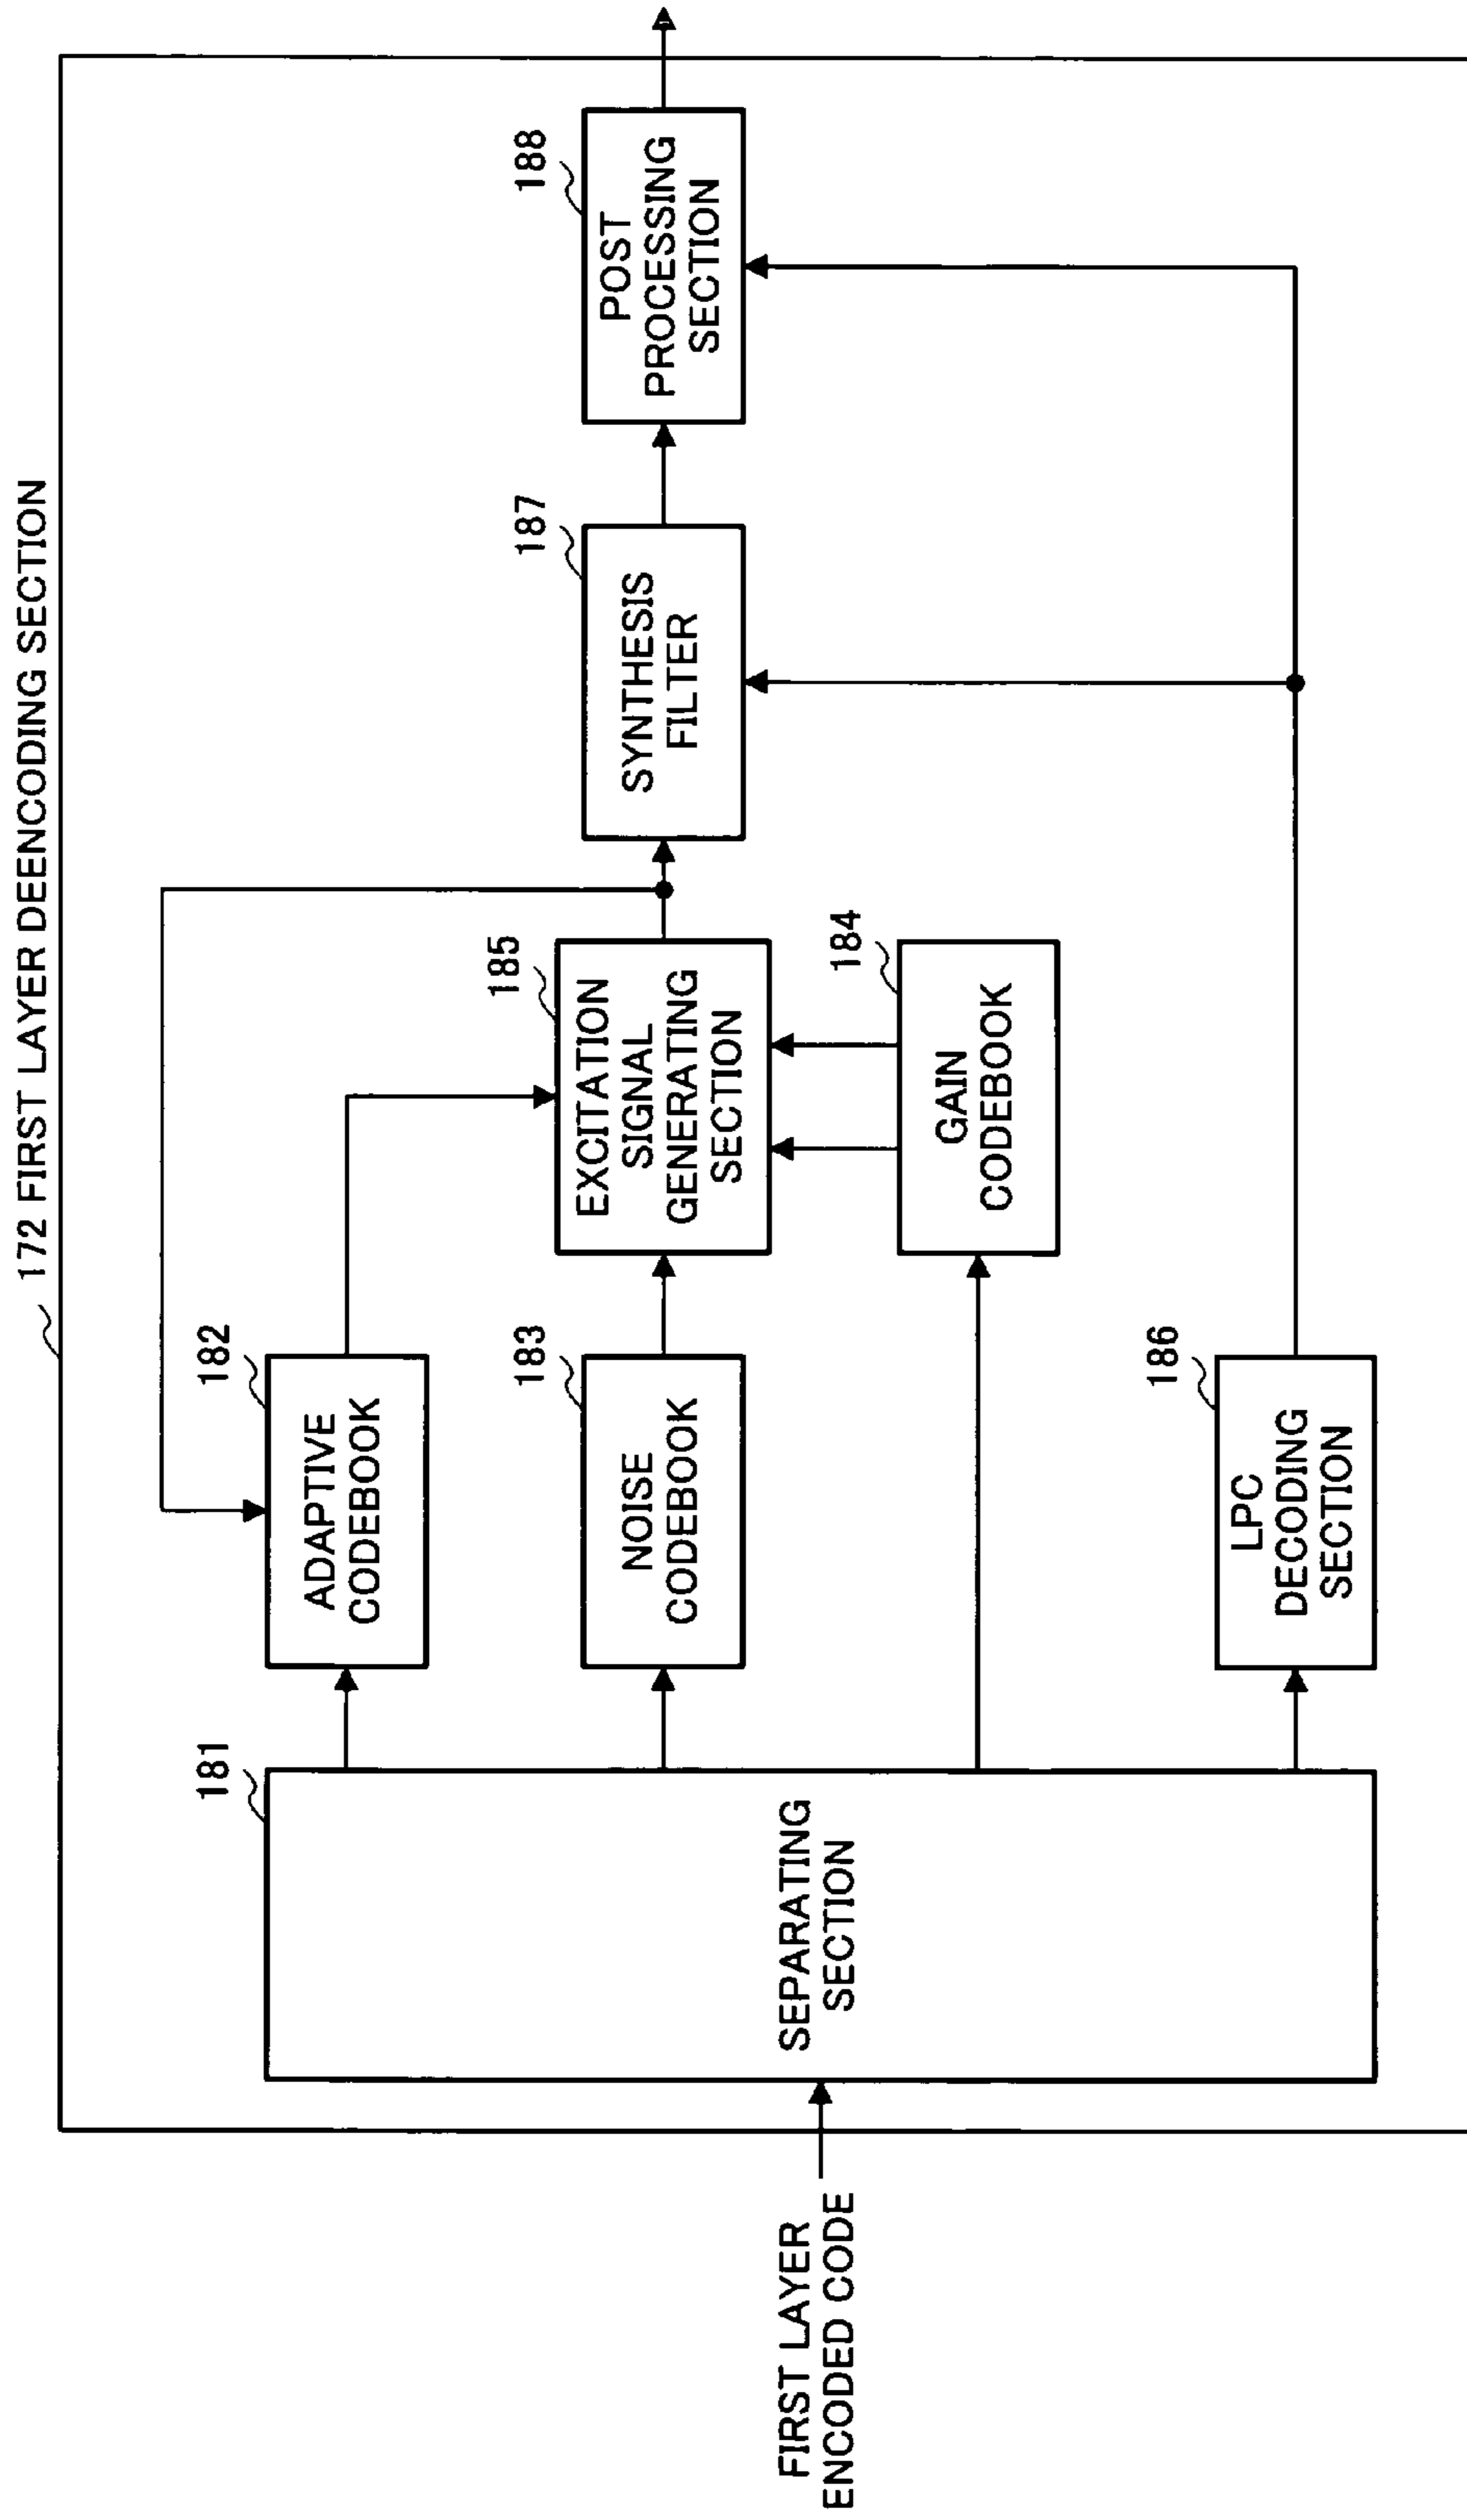 172 FIRST LAYER DEENCODING SECTION
FIRST LAYER
ENCODED CODE
181
SEPARATING
SECTION
182
ADAPTIVE
CODEBOOK
183
NOISE
CODEBOOK
184
GAIN
CODEBOOK
185
EXCITATION
SIGNAL
GENERATING
SECTION
186
LPC
DECODING
SECTION
187
SYNTHESIS
FILTER
188
POST
PROCESSING
SECTION